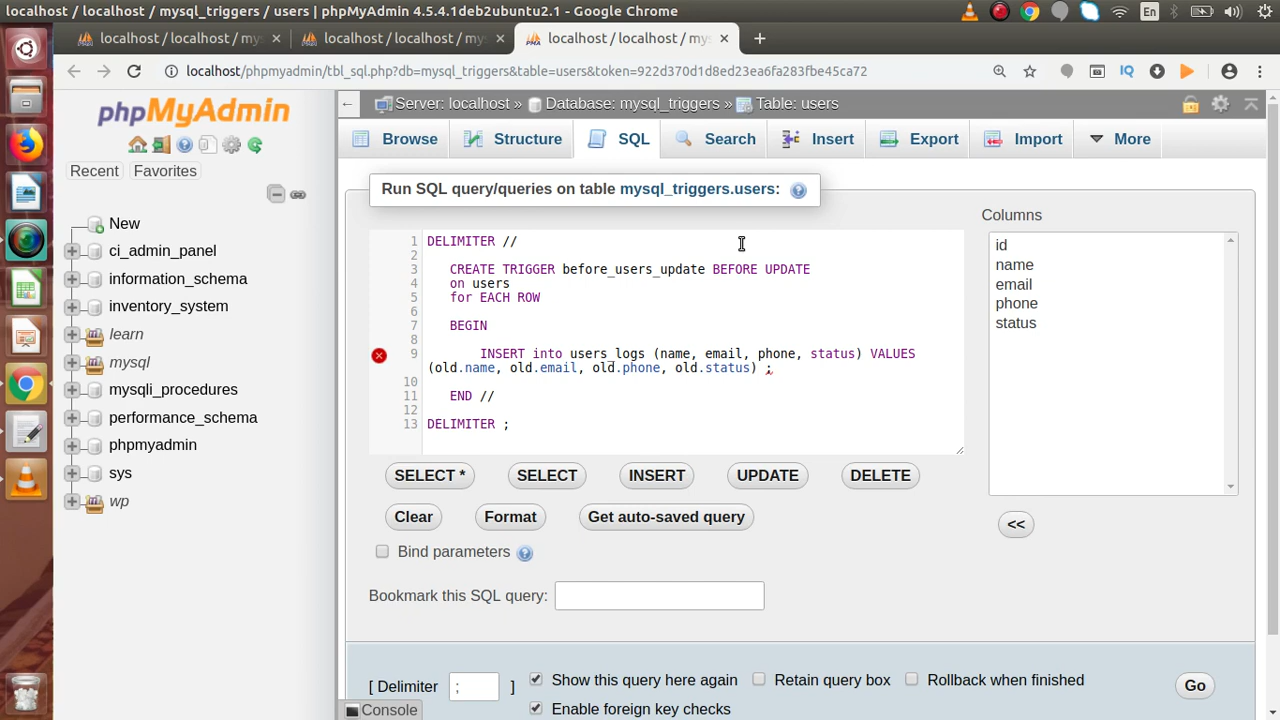 localhost / localhost / mysql_triggers / users | phpMyAdmin 4.5.4.1deb2ubuntu2.1 - Google Chrome
En
localhost / localhost / my
localhost / localhost / my
localhost / localhost / my
localhost/phpmyadmin/tbl_sql.php?db=mysql_triggers&table=users&token=922d370d1d8ed23ea6fa283fbe45ca72
IQ
phpMyAdmin
Recent
Favorites
New
ci_admin_panel
information_schema
inventory_system
learn
mysql
mysqli_procedures
performance_schema
phpmyadmin
sys
wp
Server: localhost » Database: mysql_triggers » Table: users
Browse
Structure
SQL
Search
Insert
Export
Import
More
Run SQL query/queries on table mysql_triggers.users:
1 DELIMITER //
2
3 CREATE TRIGGER before_users_update BEFORE UPDATE
4 on users
5 for EACH ROW
6
7 BEGIN
8
9 INSERT into users_logs (name, email, phone, status) VALUES
(old.name, old.email, old.phone, old.status) ;
10
11 END //
12
13 DELIMITER ;
Columns
id
name
email
phone
status
SELECT *
SELECT
INSERT
UPDATE
DELETE
Clear
Format
Get auto-saved query
<<
Bind parameters
Bookmark this SQL query:
[ Delimiter ; ]
Show this query here again
Retain query box
Rollback when finished
Go
Enable foreign key checks
Console